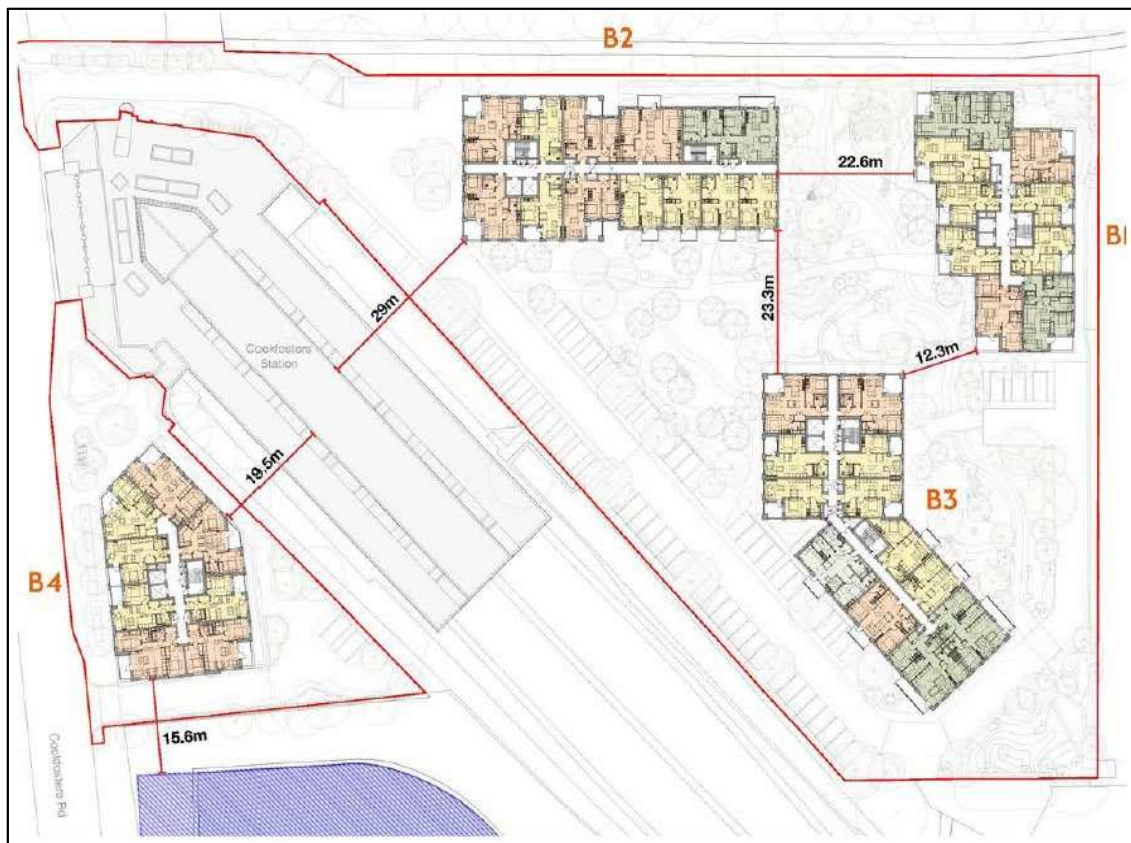 B2
22.6m
B1
29m
23.3m
Cockfosters
Station
12.3m
19.5m
B3
B4
15.6m
Cockfosters Rd